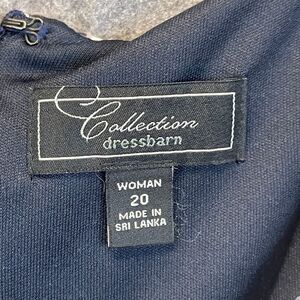 Collection
dressbarn
WOMAN
20
MADE IN
SRI LANKA